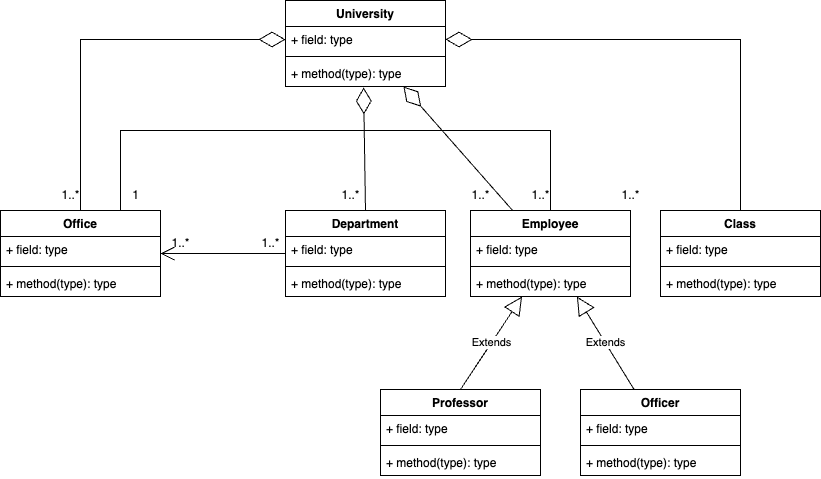 University
+ field: type
+ method(type): type
1..*
1
1..*
1..*
1..*
1..*
Office
+ field: type
+ method(type): type
1..*
1..*
Department
+ field: type
+ method(type): type
Employee
+ field: type
+ method(type): type
Class
+ field: type
+ method(type): type
Extends
Extends
Professor
+ field: type
+ method(type): type
Officer
+ field: type
+ method(type): type